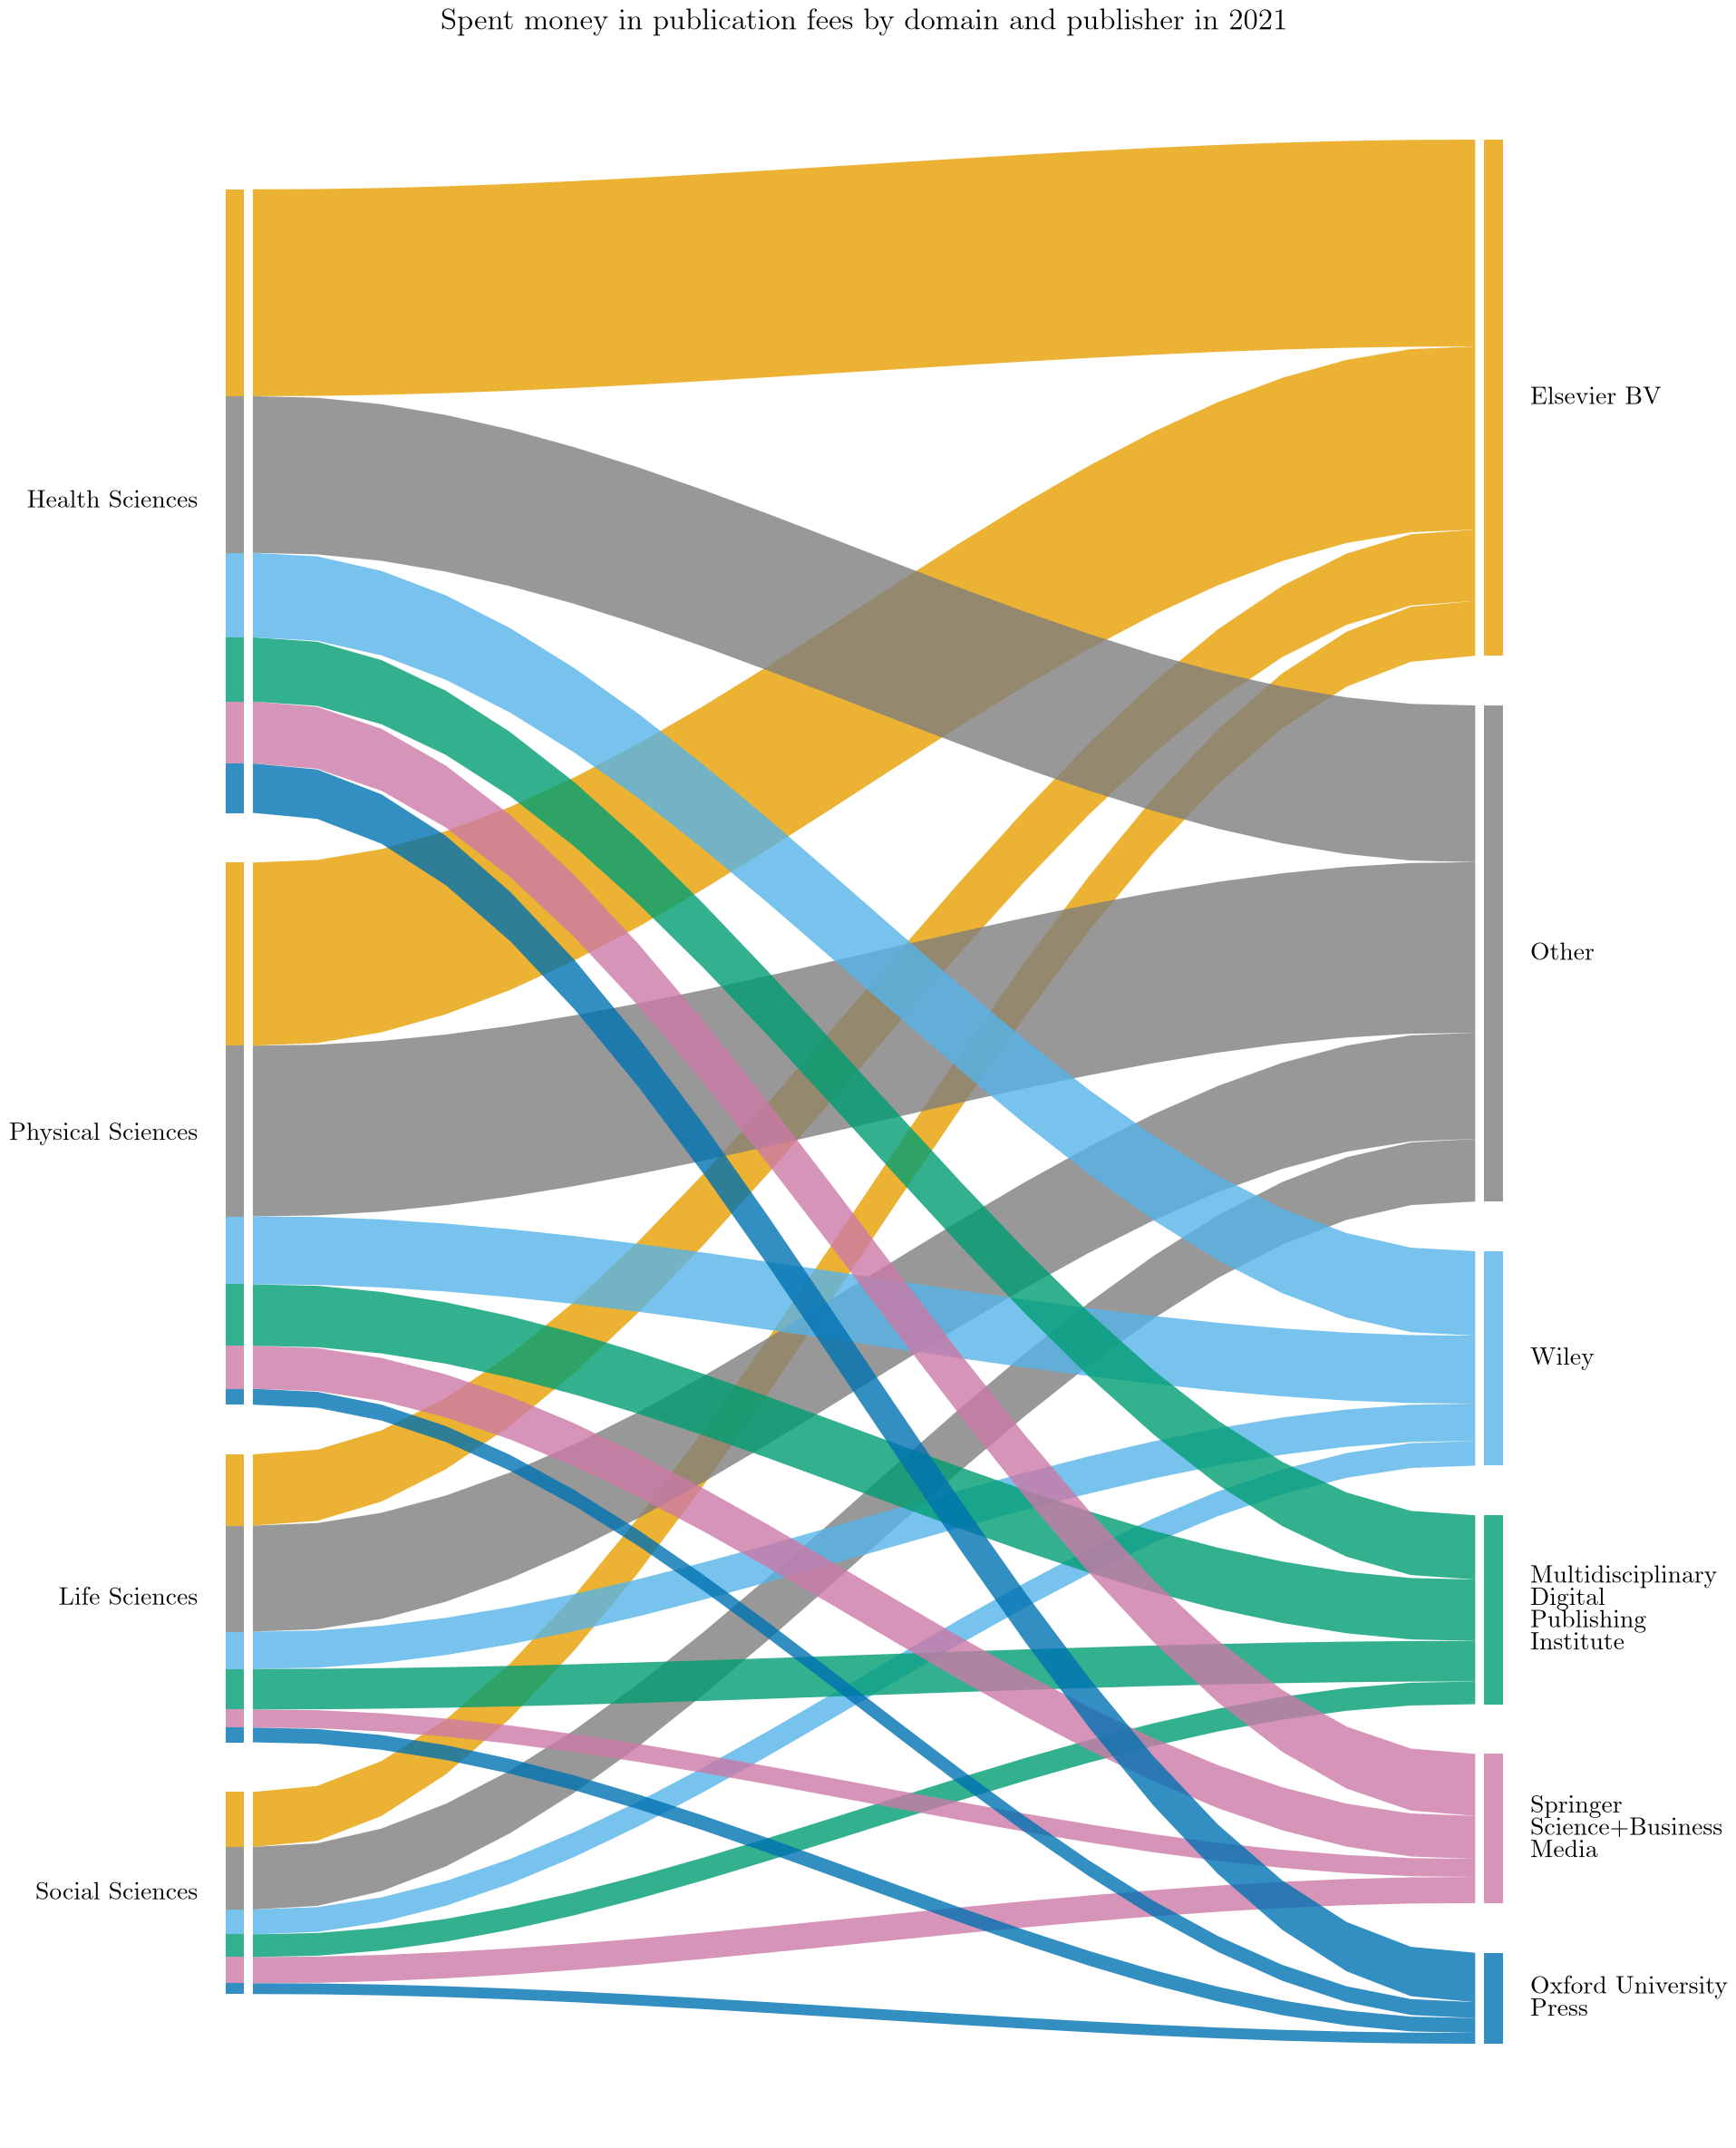 Spent money in publication fees by domain and publisher in 2021
Health Sciences
Physical Sciences
Life Sciences
Social Sciences
Elsevier BV
Other
Wiley
Multidisciplinary
Digital
Publishing
Institute
Springer
Science+Business
Media
Oxford University
Press